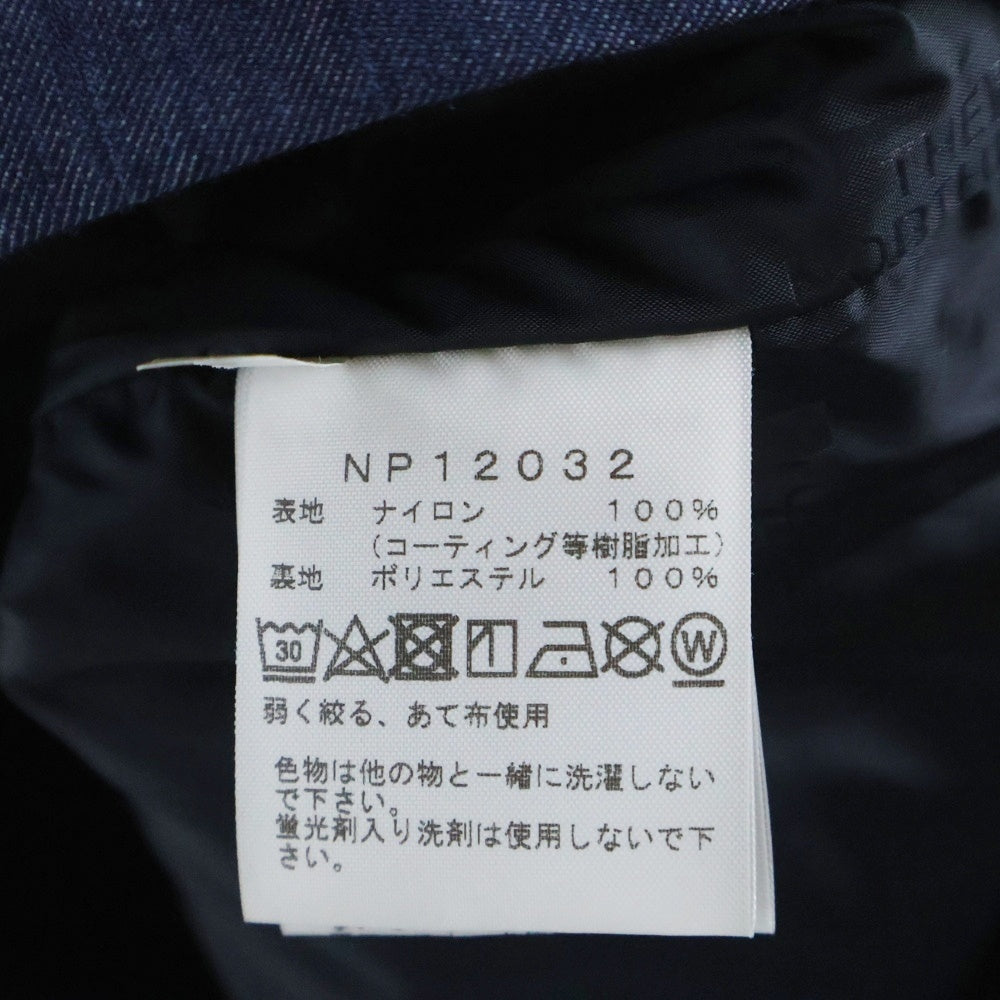 NP12032
表地 ナイロン 100%
(コーティング等樹脂加工)
裏地 ポリエステル 100%
30 W
弱く絞る、あて布使用
色物は他の物と一緒に洗濯しない
で下さい。
蛍光剤入り洗剤は使用しないで下
さい。